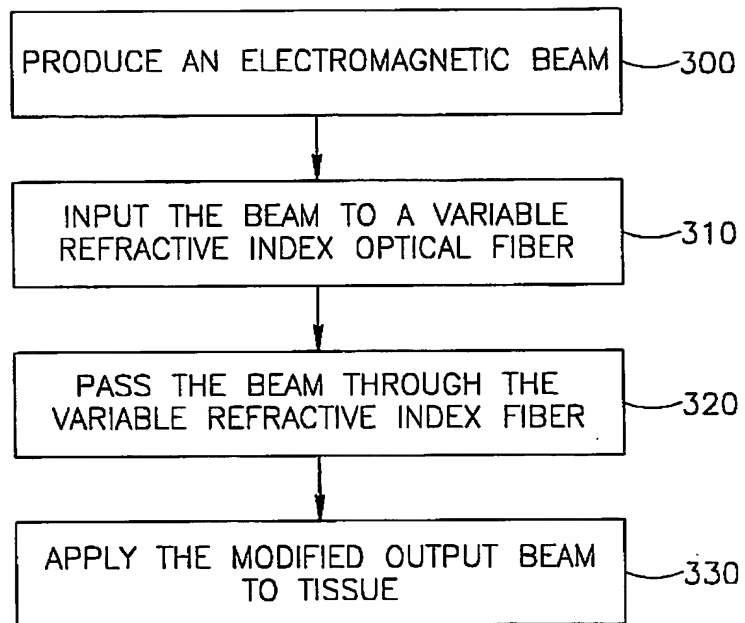 PRODUCE AN ELECTROMAGNETIC BEAM 300
INPUT THE BEAM TO A VARIABLE
REFRACTIVE INDEX OPTICAL FIBER 310
PASS THE BEAM THROUGH THE
VARIABLE REFRACTIVE INDEX FIBER 320
APPLY THE MODIFIED OUTPUT BEAM
TO TISSUE 330